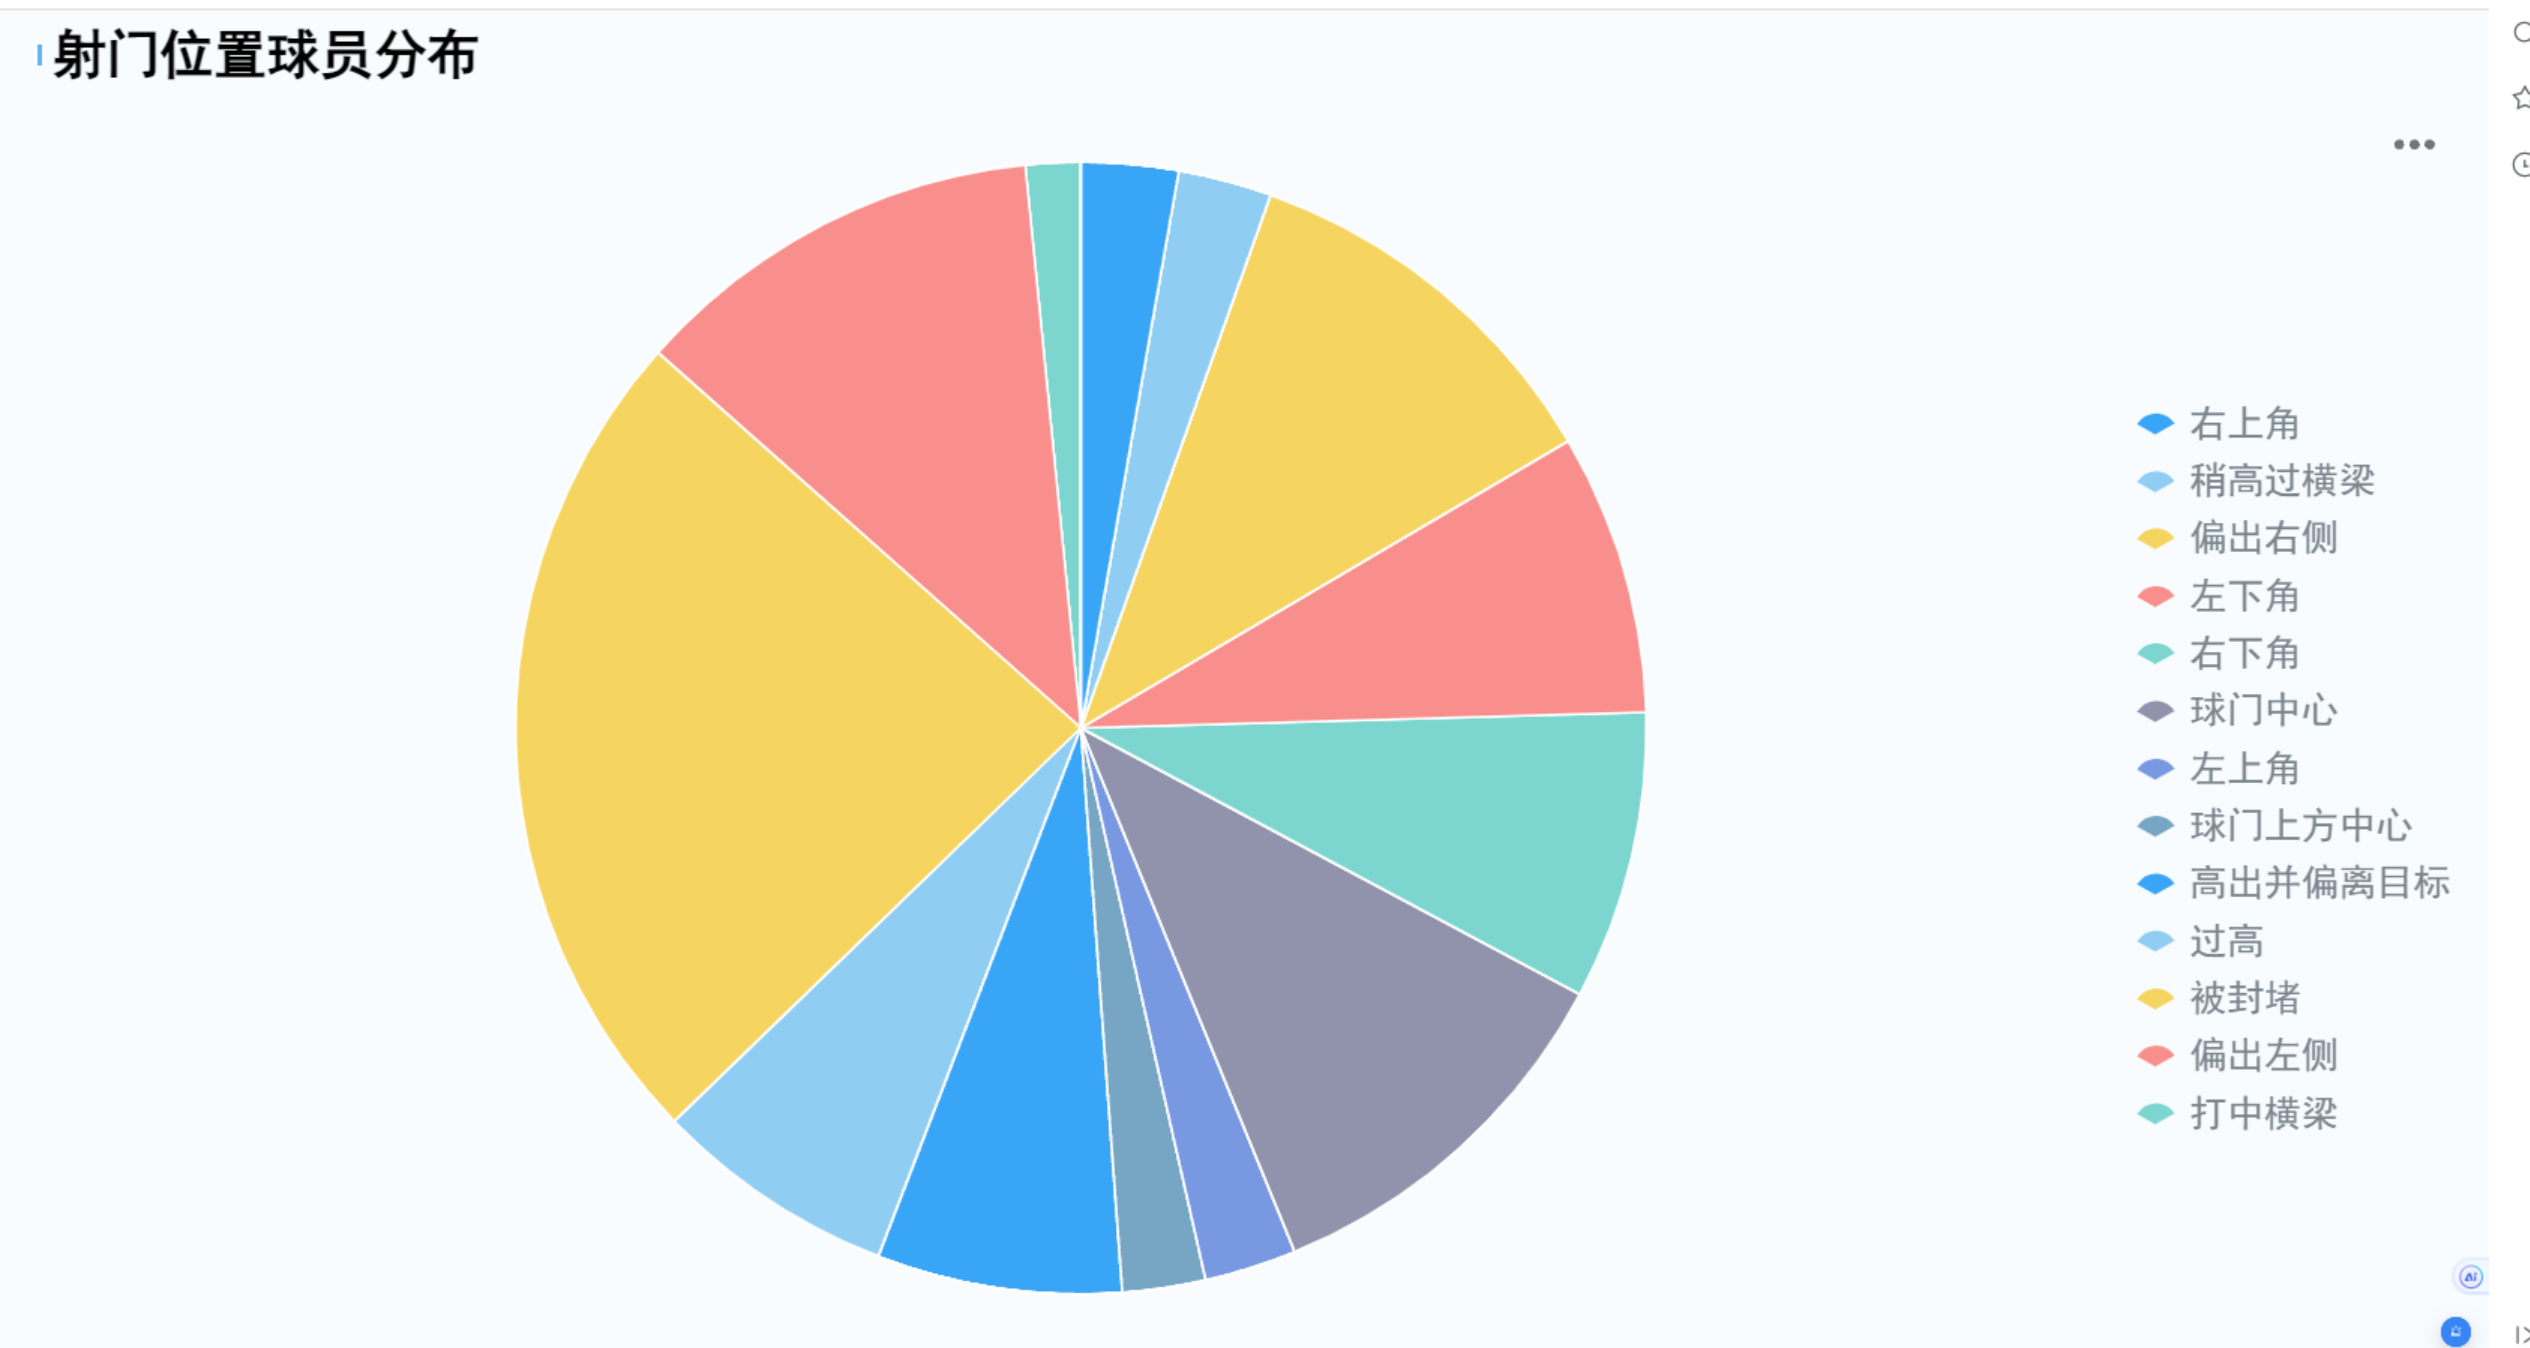 射门位置球员分布
右上角
稍高过横梁
偏出右侧
左下角
右下角
球门中心
左上角
球门上方中心
高出并偏离目标
过高
被封堵
偏出左侧
打中横梁
Ai